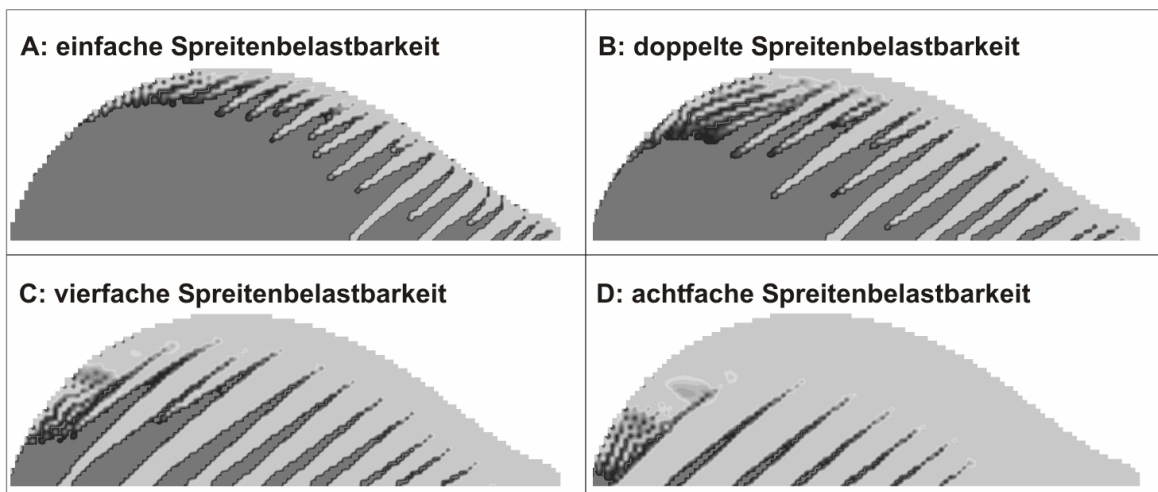 A: einfache Spreitenbelastbarkeit
B: doppelte Spreitenbelastbarkeit
C: vierfache Spreitenbelastbarkeit
D: achtfache Spreitenbelastbarkeit